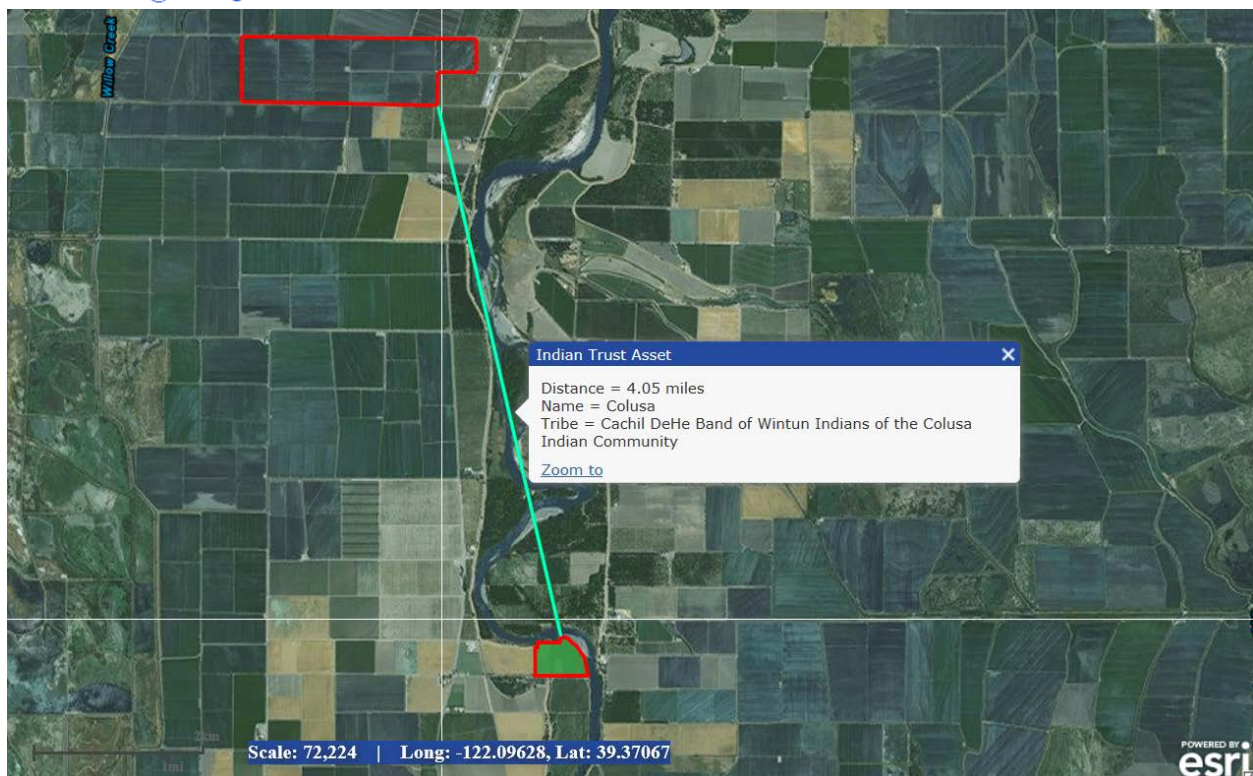 Willow Creek
Indian Trust Asset
Distance = 4.05 miles
Name = Colusa
Tribe = Cachil DeHe Band of Wintun Indians of the Colusa
Indian Community
Zoom to
2km
1mi
Scale: 72,224 | Long: -122.09628, Lat: 39.37067
POWERED BY
esri